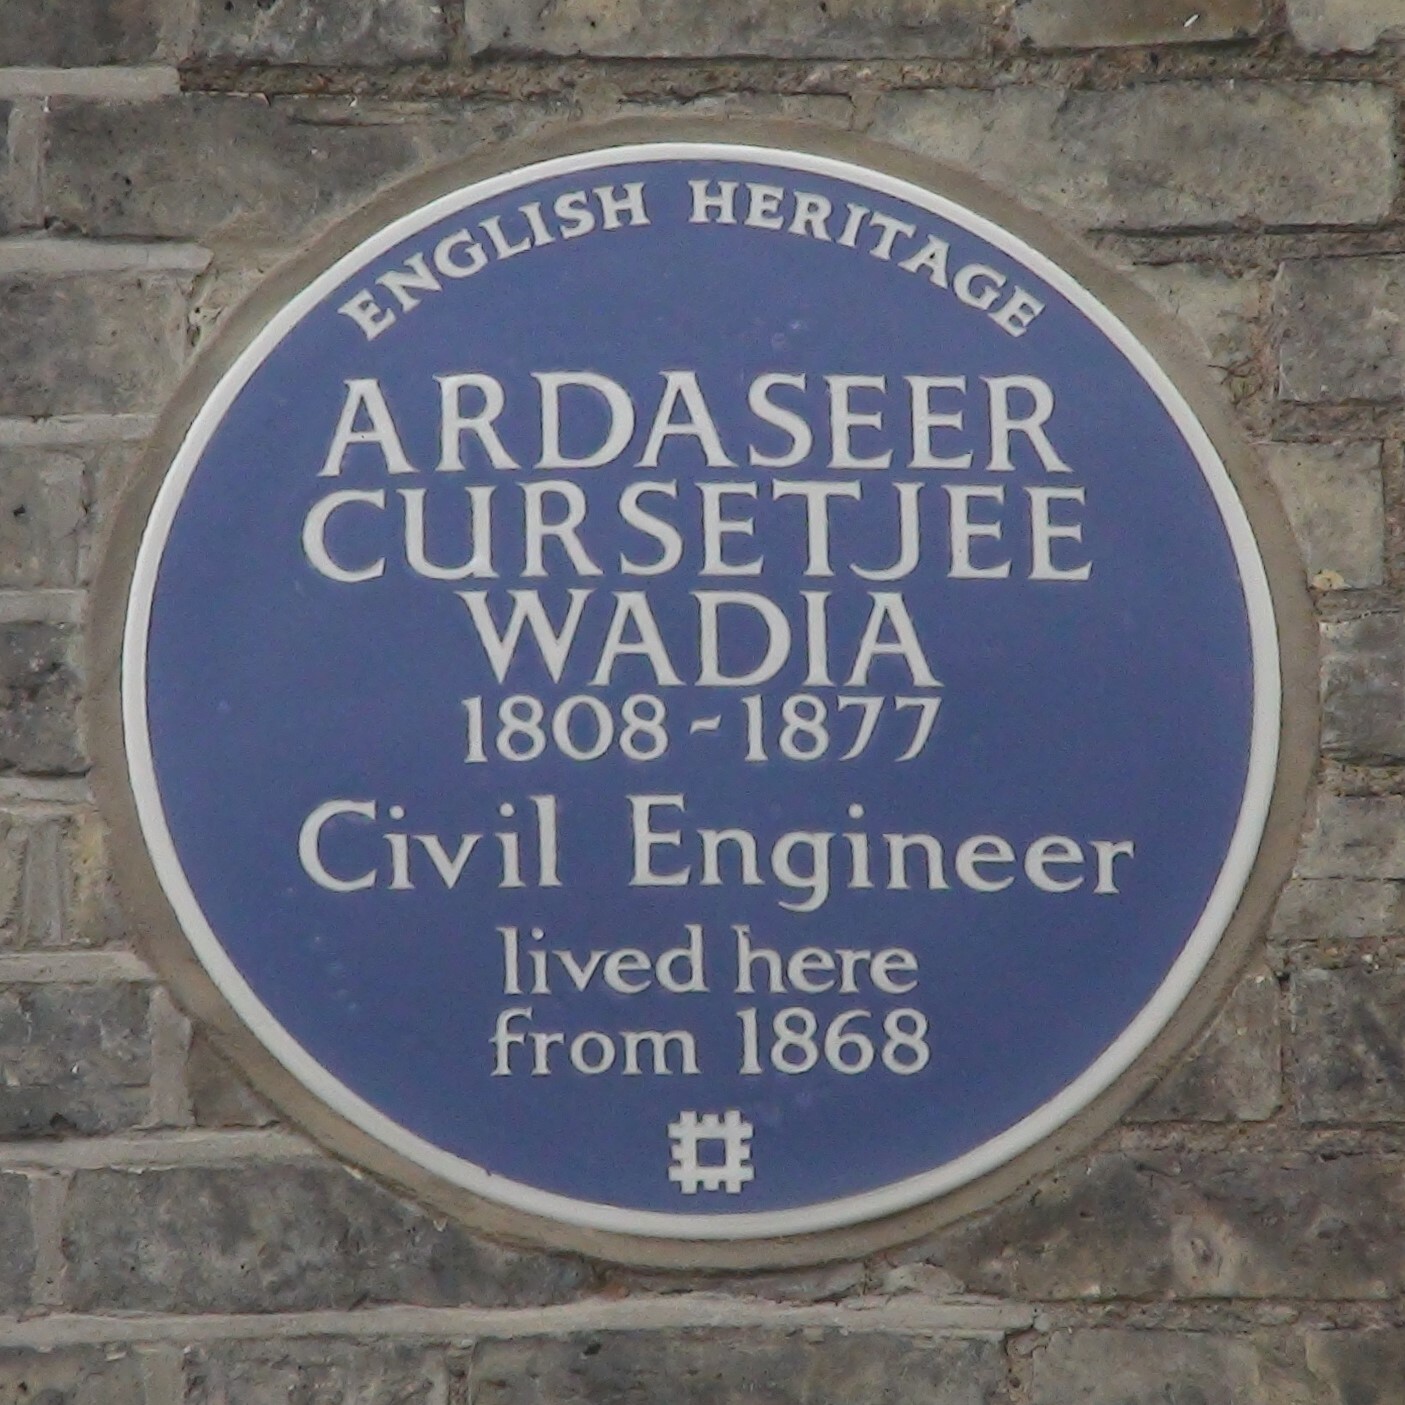 ENGLISH HERITAGE
ARDASEER
CURSETJEE
WADIA
1808-1877
Civil Engineer
lived here
from 1868